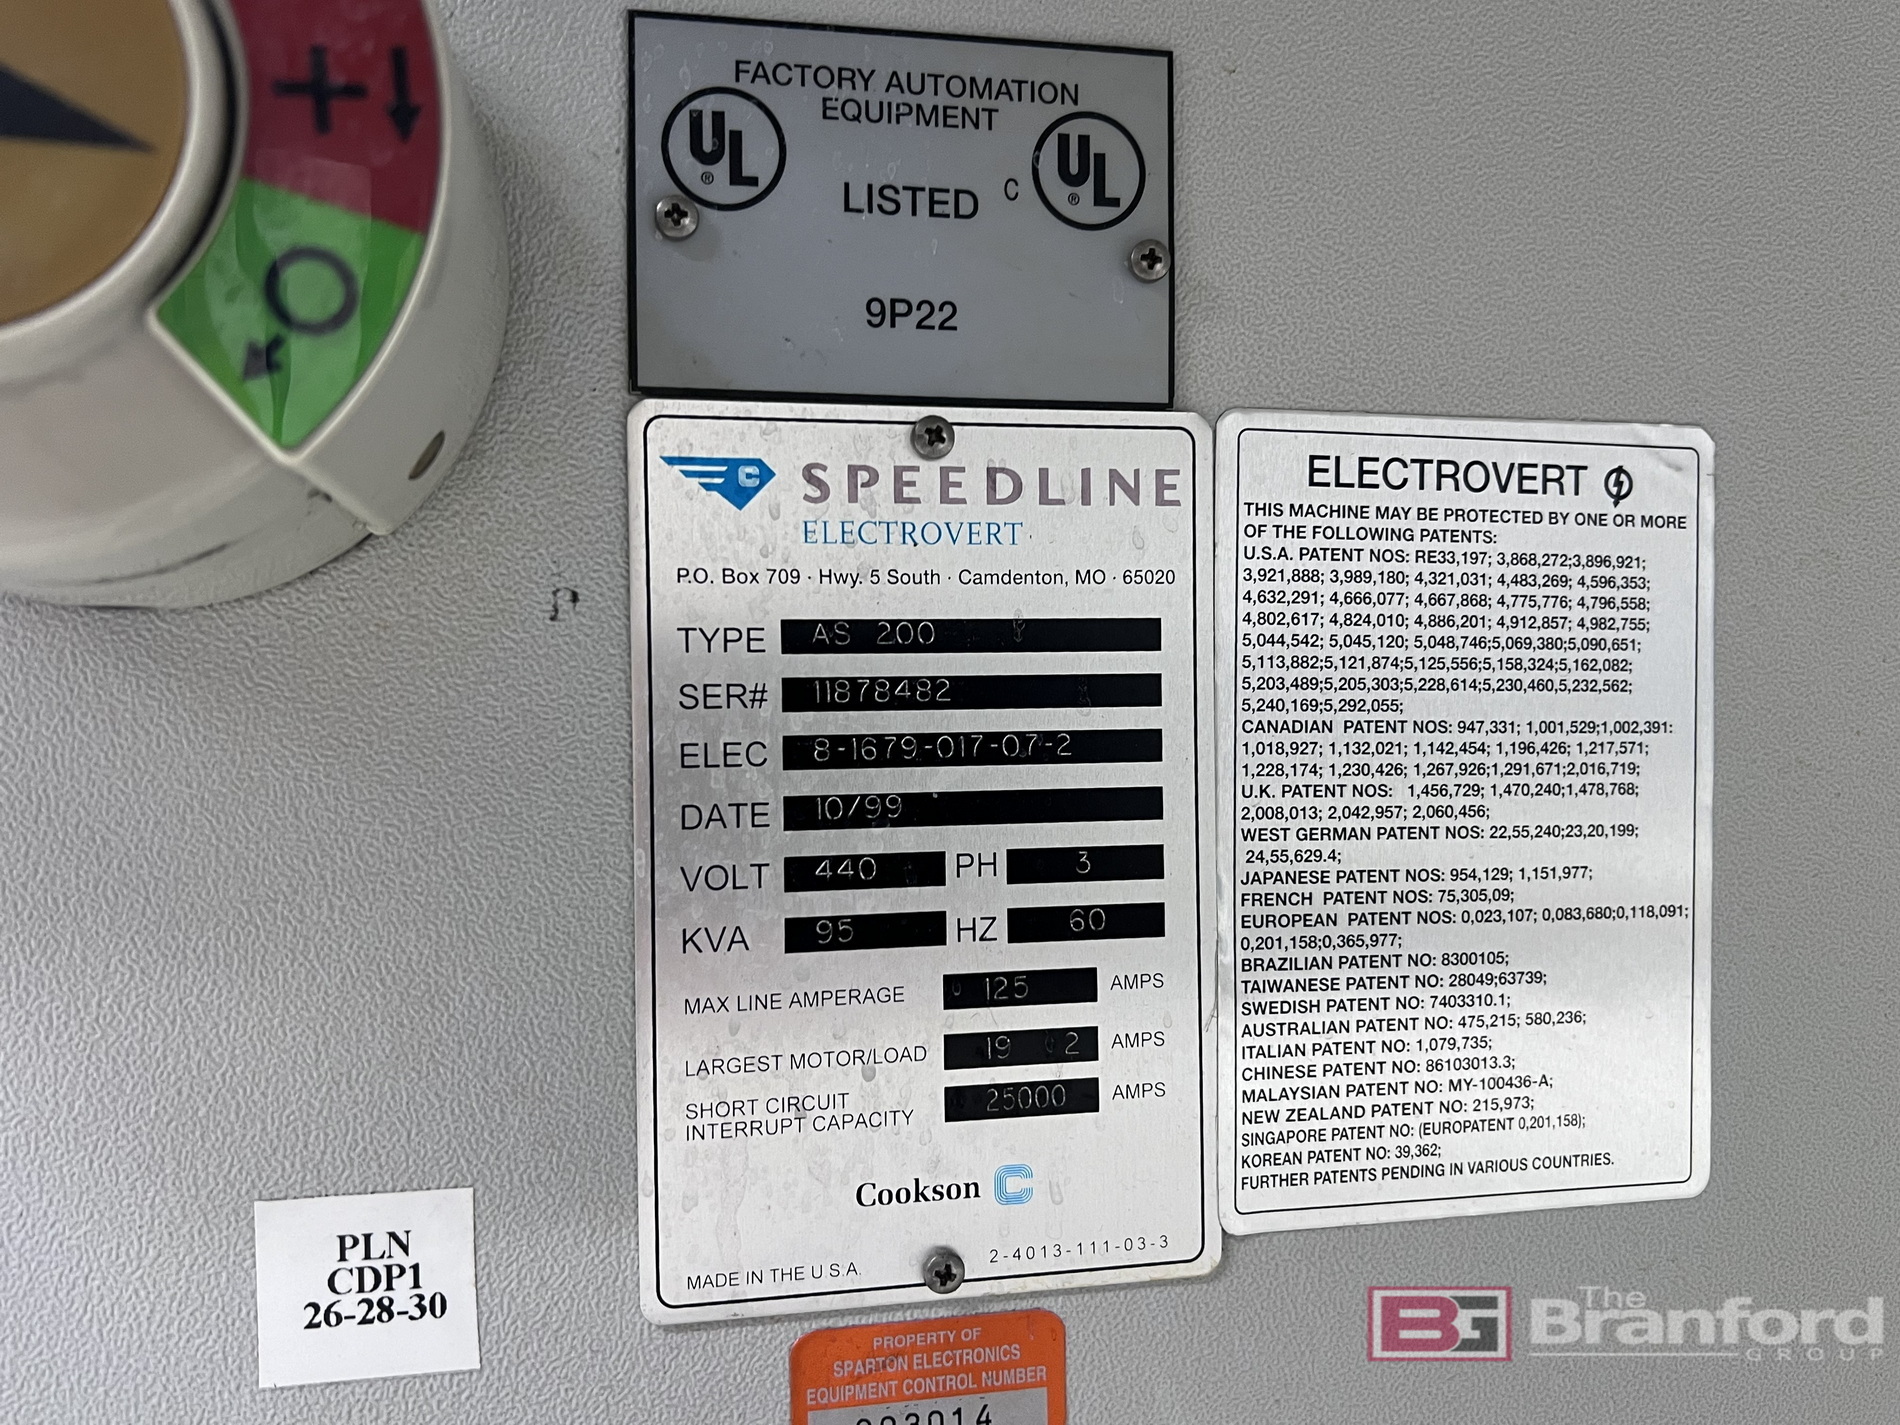 FACTORY AUTOMATION
EQUIPMENT
UL
®
LISTED
C UL
®
9P22
C SPEEDLINE
ELECTROVERT
P.O. Box 709 · Hwy. 5 South · Camdenton, MO · 65020
TYPE AS 200
SER# 11878482
ELEC 8-1679-017-07-2
DATE 10/99
VOLT 440 PH 3
KVA 95 HZ 60
MAX LINE AMPERAGE 125 AMPS
LARGEST MOTOR/LOAD 19 2 AMPS
SHORT CIRCUIT
INTERRUPT CAPACITY 25000 AMPS
Cookson C
MADE IN THE U.S.A. 2-4013-111-03-3
ELECTROVERT
THIS MACHINE MAY BE PROTECTED BY ONE OR MORE
OF THE FOLLOWING PATENTS:
U.S.A. PATENT NOS: RE33,197; 3,868,272;3,896,921;
3,921,888; 3,989,180; 4,321,031; 4,483,269; 4,596,353;
4,632,291; 4,666,077; 4,667,868; 4,775,776; 4,796,558;
4,802,617; 4,824,010; 4,886,201; 4,912,857; 4,982,755;
5,044,542; 5,045,120; 5,048,746;5,069,380;5,090,651;
5,113,882;5,121,874;5,125,556;5,158,324;5,162,082;
5,203,489;5,205,303;5,228,614;5,230,460,5,232,562;
5,240,169;5,292,055;
CANADIAN PATENT NOS: 947,331; 1,001,529;1,002,391:
1,018,927; 1,132,021; 1,142,454; 1,196,426; 1,217,571;
1,228,174; 1,230,426; 1,267,926;1,291,671;2,016,719;
U.K. PATENT NOS: 1,456,729; 1,470,240;1,478,768;
2,008,013; 2,042,957; 2,060,456;
WEST GERMAN PATENT NOS: 22,55,240;23,20,199;
24,55,629.4;
JAPANESE PATENT NOS: 954,129; 1,151,977;
FRENCH PATENT NOS: 75,305,09;
EUROPEAN PATENT NOS: 0,023,107; 0,083,680;0,118,091;
0,201,158;0,365,977;
BRAZILIAN PATENT NO: 8300105;
TAIWANESE PATENT NO: 28049;63739;
SWEDISH PATENT NO: 7403310.1;
AUSTRALIAN PATENT NO: 475,215; 580,236;
ITALIAN PATENT NO: 1,079,735;
CHINESE PATENT NO: 86103013.3;
MALAYSIAN PATENT NO: MY-100436-A;
NEW ZEALAND PATENT NO: 215,973;
SINGAPORE PATENT NO: (EUROPATENT 0,201,158);
KOREAN PATENT NO: 39,362;
FURTHER PATENTS PENDING IN VARIOUS COUNTRIES.
PLN
CDP1
26-28-30
PROPERTY OF
SPARTON ELECTRONICS
EQUIPMENT CONTROL NUMBER
003014
BG The Branford
GROUP